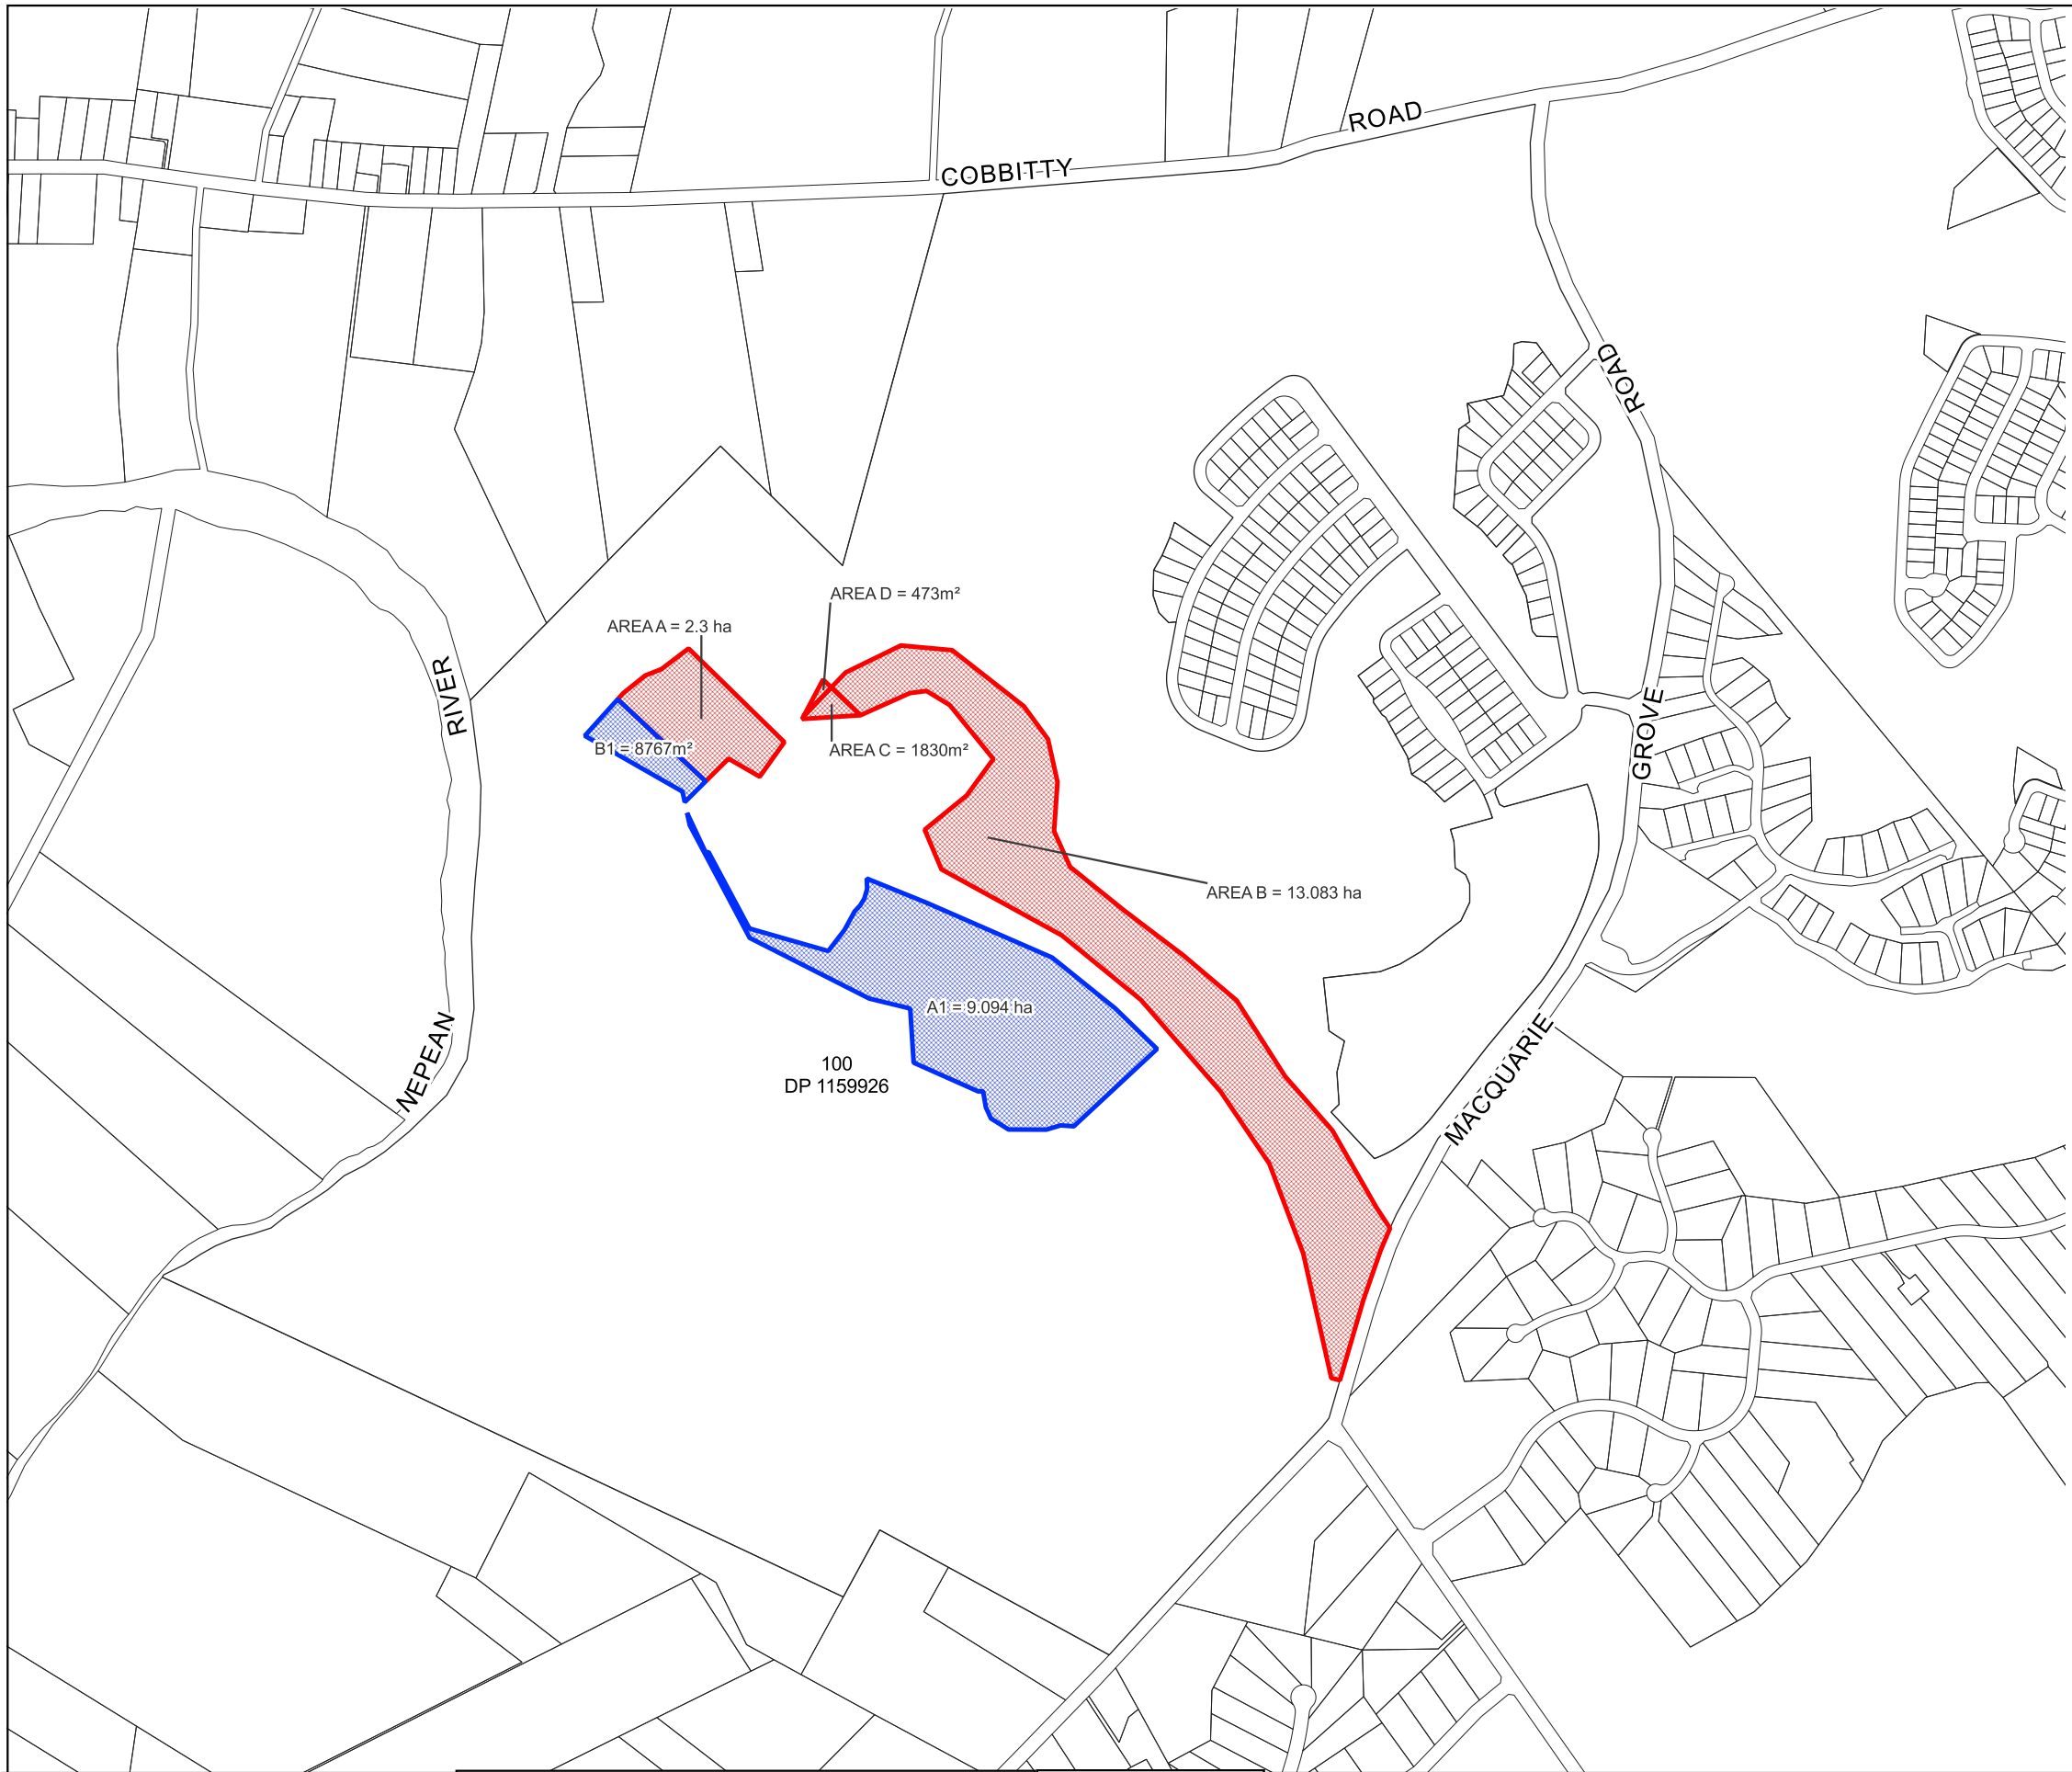 ROAD
COBBITTY
ROAD
AREA D = 473m²
AREA A = 2.3 ha
RIVER
GROVE
B1 = 8767m²
AREA C = 1830m²
AREA B = 13.083 ha
A1 = 9.094 ha
NEPEAN
100
DP 1159926
MACQUARIE